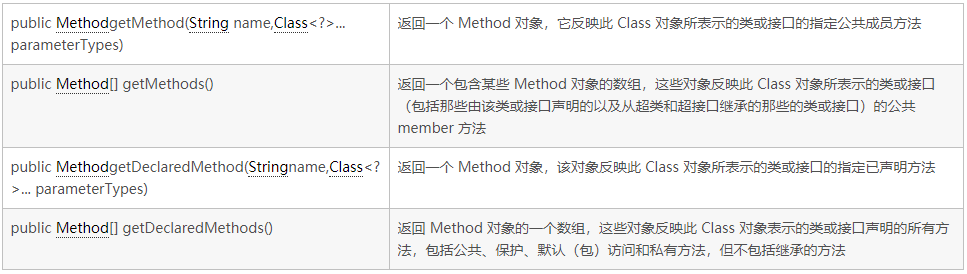 public MethodgetMethod(String name,Class<?>...
parameterTypes)
返回一个 Method 对象，它反映此 Class 对象所表示的类或接口的指定公共成员方法
public Method[] getMethods()
返回一个包含某些 Method 对象的数组，这些对象反映此 Class 对象所表示的类或接口
（包括那些由该类或接口声明的以及从超类和超接口继承的那些的类或接口）的公共
member 方法
public MethodgetDeclaredMethod(Stringname,Class<?
>... parameterTypes)
返回一个 Method 对象，该对象反映此 Class 对象所表示的类或接口的指定已声明方法
public Method[] getDeclaredMethods()
返回 Method 对象的一个数组，这些对象反映此 Class 对象表示的类或接口声明的所有方
法，包括公共、保护、默认（包）访问和私有方法，但不包括继承的方法